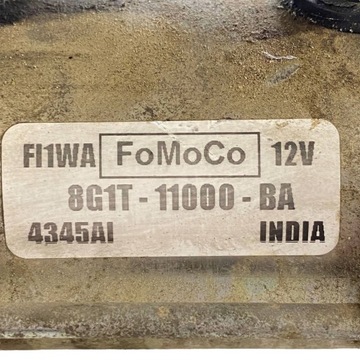 FI1WA FoMoCo 12V
8G1T - 11000 - BA
4345AI INDIA